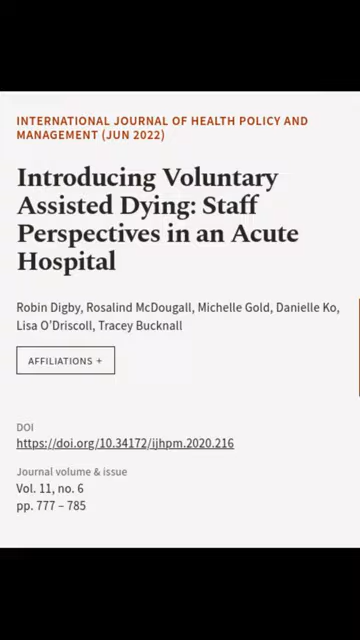 INTERNATIONAL JOURNAL OF HEALTH POLICY AND
MANAGEMENT (JUN 2022)
Introducing Voluntary
Assisted Dying: Staff
Perspectives in an Acute
Hospital
Robin Digby, Rosalind McDougall, Michelle Gold, Danielle Ko,
Lisa O’Driscoll, Tracey Bucknall
AFFILIATIONS +
DOI
https://doi.org/10.34172/ijhpm.2020.216
Journal volume & issue
Vol. 11, no. 6
pp. 777 – 785